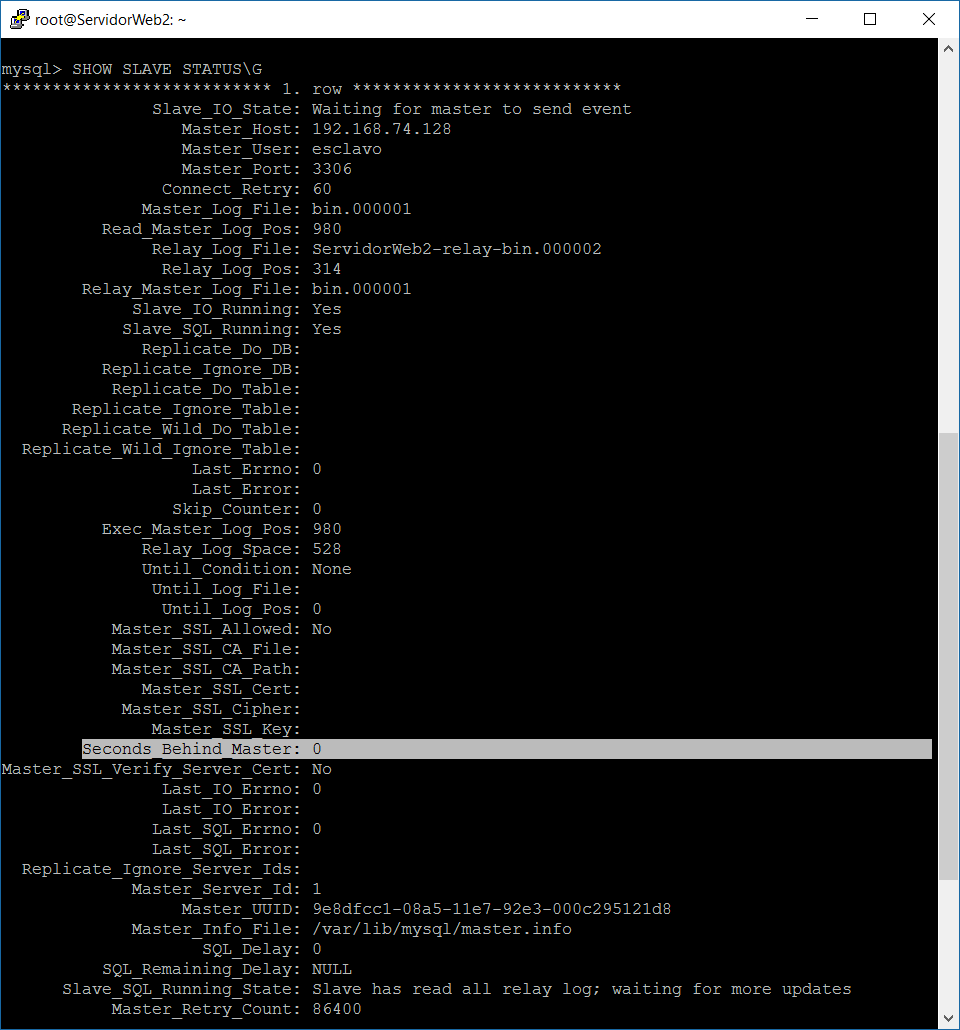 root@ServidorWeb2: ~
mysql> SHOW SLAVE STATUS\G
*************************** 1. row ***************************
Slave_IO_State: Waiting for master to send event
Master_Host: 192.168.74.128
Master_User: esclavo
Master_Port: 3306
Connect_Retry: 60
Master_Log_File: bin.000001
Read_Master_Log_Pos: 980
Relay_Log_File: ServidorWeb2-relay-bin.000002
Relay_Log_Pos: 314
Relay_Master_Log_File: bin.000001
Slave_IO_Running: Yes
Slave_SQL_Running: Yes
Replicate_Do_DB:
Replicate_Ignore_DB:
Replicate_Do_Table:
Replicate_Ignore_Table:
Replicate_Wild_Do_Table:
Replicate_Wild_Ignore_Table:
Last_Errno: 0
Last_Error:
Skip_Counter: 0
Exec_Master_Log_Pos: 980
Relay_Log_Space: 528
Until_Condition: None
Until_Log_File:
Until_Log_Pos: 0
Master_SSL_Allowed: No
Master_SSL_CA_File:
Master_SSL_CA_Path:
Master_SSL_Cert:
Master_SSL_Cipher:
Master_SSL_Key:
Seconds_Behind_Master: 0
Master_SSL_Verify_Server_Cert: No
Last_IO_Errno: 0
Last_IO_Error:
Last_SQL_Errno: 0
Last_SQL_Error:
Replicate_Ignore_Server_Ids:
Master_Server_Id: 1
Master_UUID: 9e8dfcc1-08a5-11e7-92e3-000c295121d8
Master_Info_File: /var/lib/mysql/master.info
SQL_Delay: 0
SQL_Remaining_Delay: NULL
Slave_SQL_Running_State: Slave has read all relay log; waiting for more updates
Master_Retry_Count: 86400